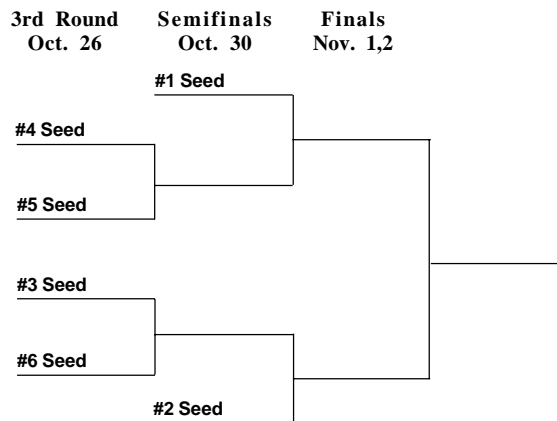 3rd Round Semifinals Finals
Oct. 26 Oct. 30 Nov. 1,2
#1 Seed
#4 Seed
#5 Seed
#3 Seed
#6 Seed
#2 Seed